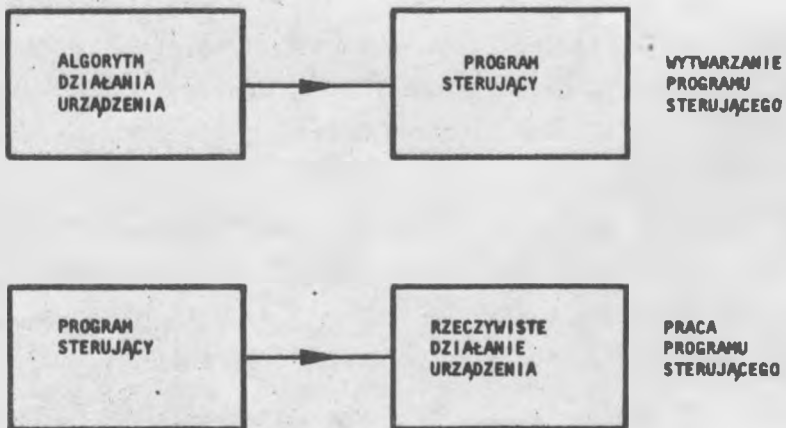 ALGORYTM
DZIAŁANIA
URZĄDZENIA
PROGRAM
STERUJĄCY
WYTWARZANIE
PROGRAMU
STERUJĄCEGO
PROGRAM
STERUJĄCY
RZECZYWISTE
DZIAŁANIE
URZĄDZENIA
PRACA
PROGRAMU
STERUJĄCEGO